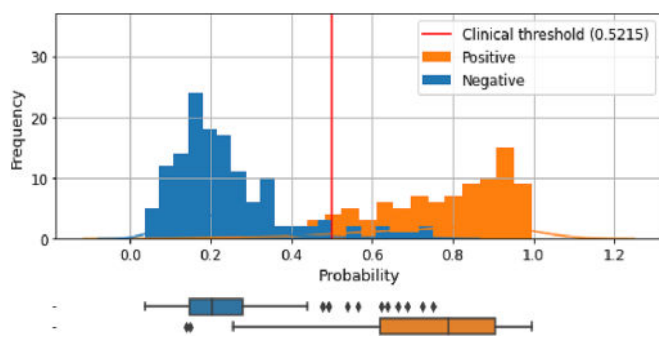 Clinical threshold (0.5215)
Positive
Negative
Frequency
30
20
10
0
0.0 0.2 0.4 0.6 0.8 1.0 1.2
Probability
-
-